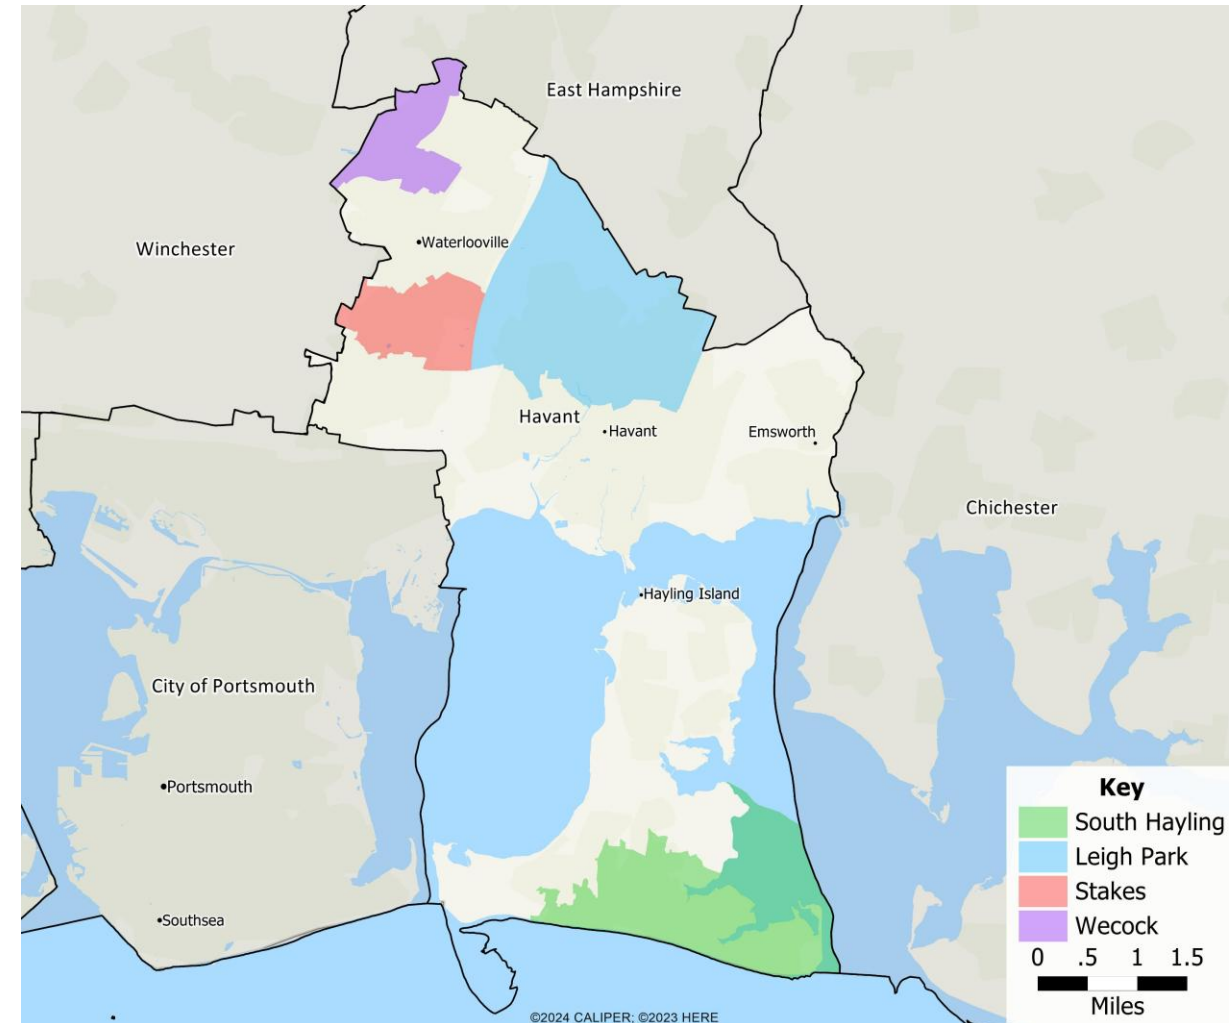 East Hampshire
Winchester
Waterlooville
Havant
Havant
Emsworth
Chichester
Hayling Island
City of Portsmouth
Portsmouth
Southsea
Key
South Hayling
Leigh Park
Stakes
Wecock
0 .5 1 1.5
Miles
©2024 CALIPER; ©2023 HERE